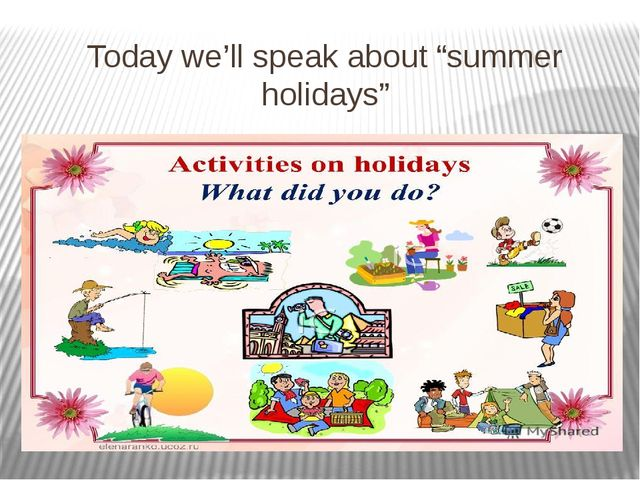 Today we’ll speak about “summer
holidays”
Activities on holidays
What did you do?
SALE
MyShared
elenaranko.ucoz.ru